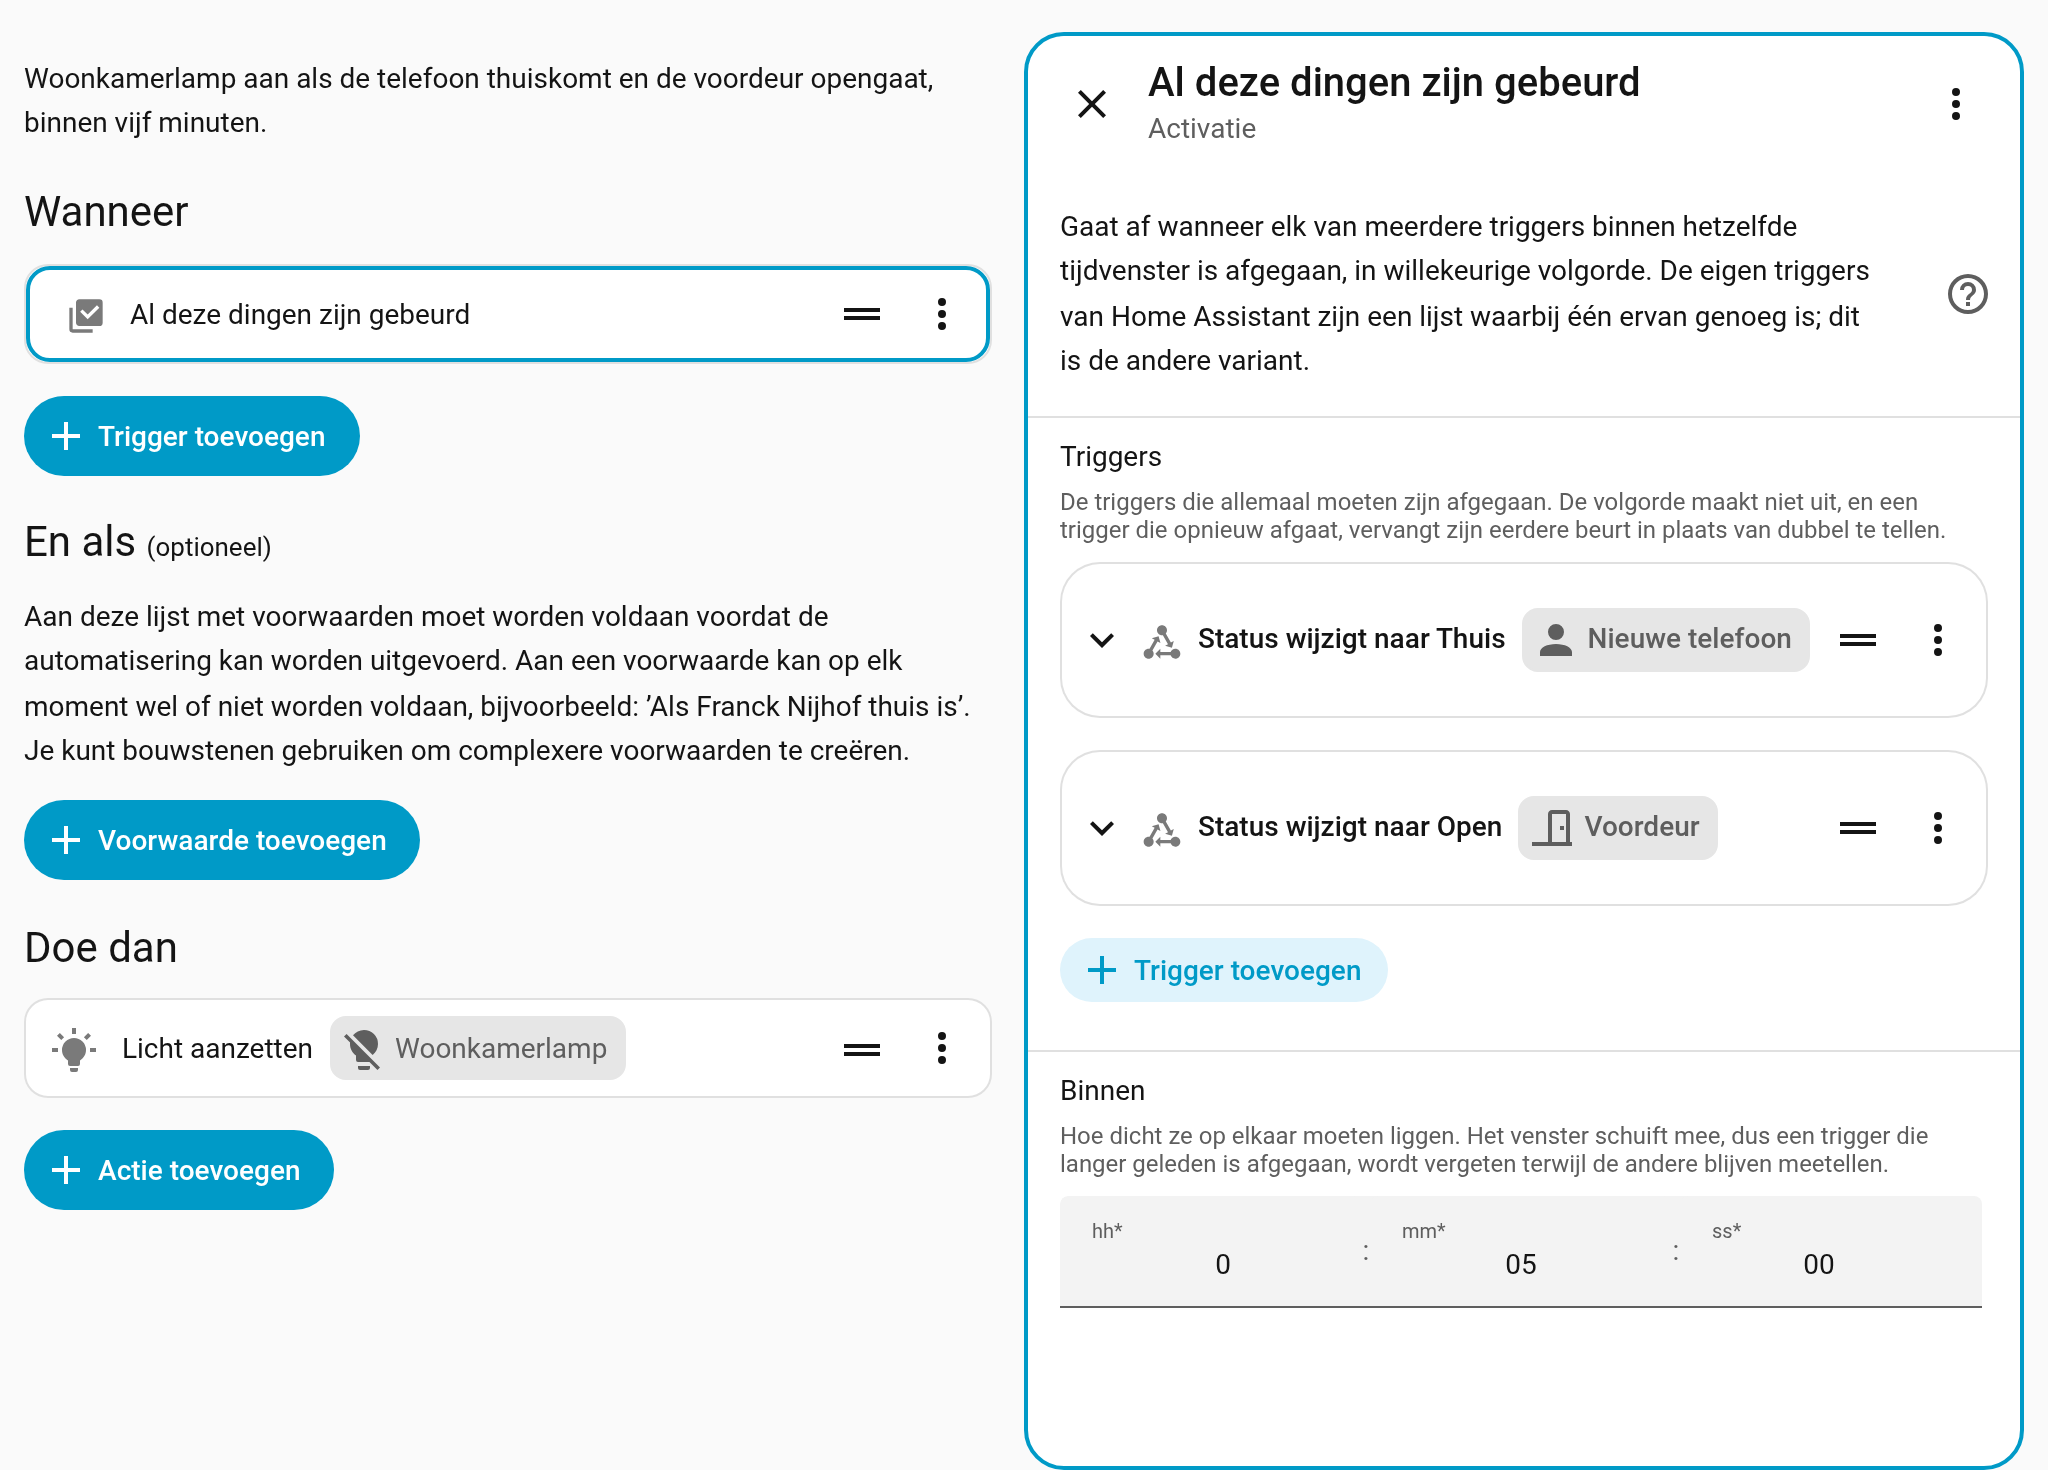 Woonkamerlamp aan als de telefoon thuiskomt en de voordeur opengaat,
binnen vijf minuten.
Wanneer
Al deze dingen zijn gebeurd
Trigger toevoegen
En als (optioneel)
Aan deze lijst met voorwaarden moet worden voldaan voordat de
automatisering kan worden uitgevoerd. Aan een voorwaarde kan op elk
moment wel of niet worden voldaan, bijvoorbeeld: ’Als Franck Nijhof thuis is’.
Je kunt bouwstenen gebruiken om complexere voorwaarden te creëren.
Voorwaarde toevoegen
Doe dan
Licht aanzetten Woonkamerlamp
Actie toevoegen
Al deze dingen zijn gebeurd
Activatie
Gaat af wanneer elk van meerdere triggers binnen hetzelfde
tijdvenster is afgegaan, in willekeurige volgorde. De eigen triggers
van Home Assistant zijn een lijst waarbij één ervan genoeg is; dit
is de andere variant.
Triggers
De triggers die allemaal moeten zijn afgegaan. De volgorde maakt niet uit, en een
trigger die opnieuw afgaat, vervangt zijn eerdere beurt in plaats van dubbel te tellen.
Status wijzigt naar Thuis Nieuwe telefoon
Status wijzigt naar Open Voordeur
Trigger toevoegen
Binnen
Hoe dicht ze op elkaar moeten liggen. Het venster schuift mee, dus een trigger die
langer geleden is afgegaan, wordt vergeten terwijl de andere blijven meetellen.
hh* mm* ss*
0 : 05 : 00